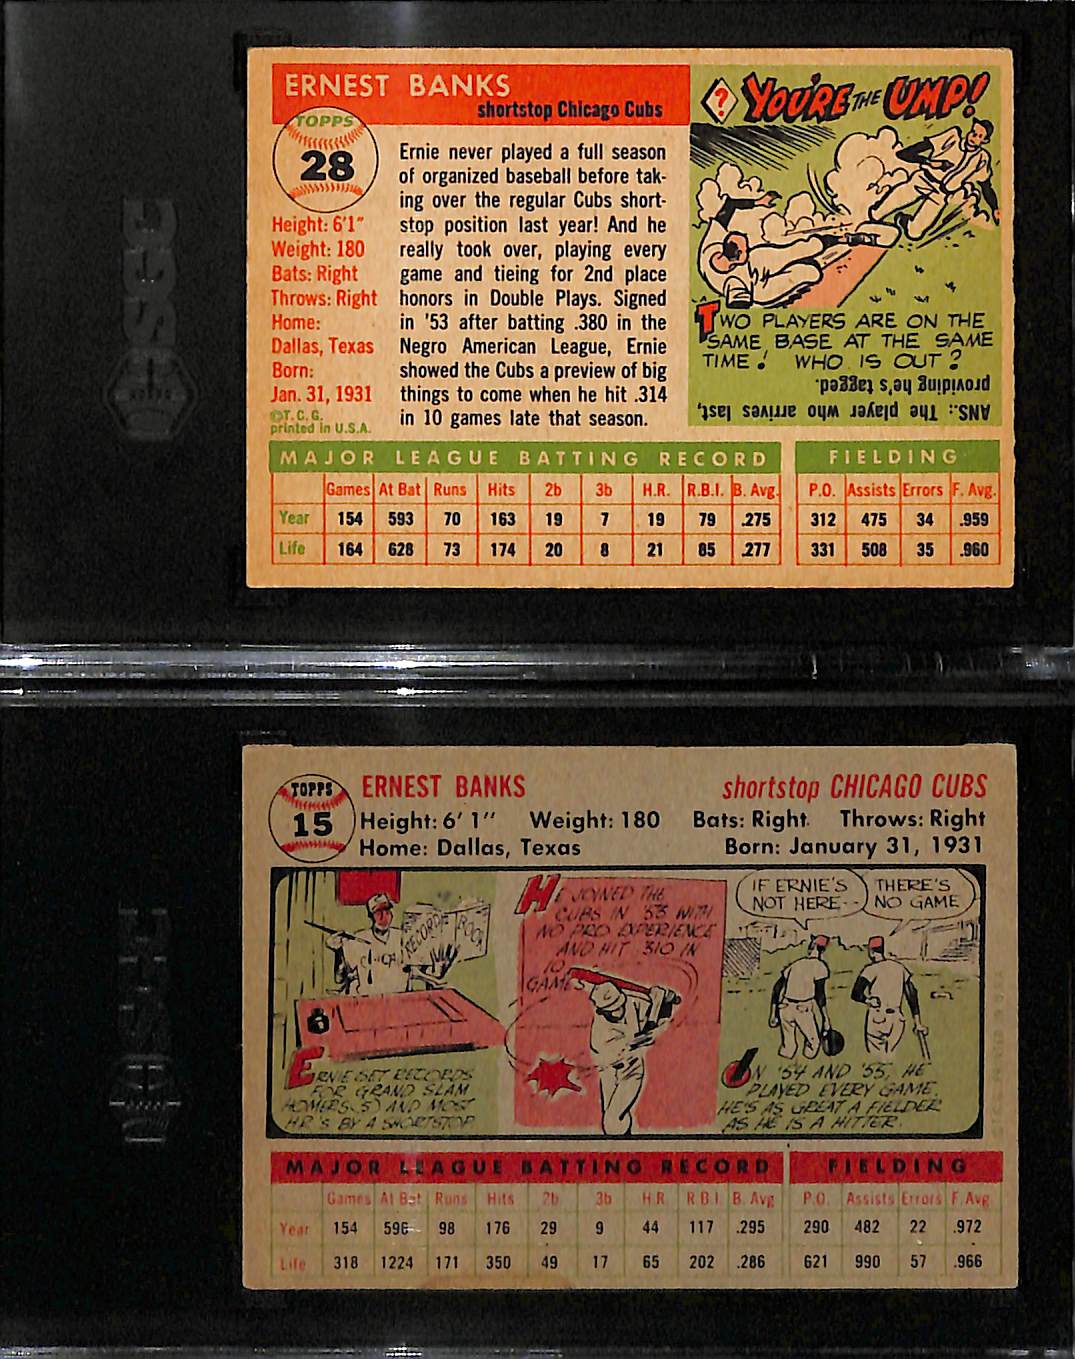 ERNEST BANKS
shortstop Chicago Cubs
TOPPS
28
Height: 6'1"
Weight: 180
Bats: Right
Throws: Right
Home:
Dallas, Texas
Born:
Jan. 31, 1931
©T.C.G.
printed in U.S.A.
Ernie never played a full season
of organized baseball before tak-
ing over the regular Cubs short-
stop position last year! And he
really took over, playing every
game and tieing for 2nd place
honors in Double Plays. Signed
in '53 after batting .380 in the
Negro American League, Ernie
showed the Cubs a preview of big
things to come when he hit .314
in 10 games late that season.
? YOU'RE THE UMP!
TWO PLAYERS ARE ON THE
SAME BASE AT THE SAME
TIME! WHO IS OUT?
ANS.: The player who arrives last,
providing he's tagged.
MAJOR LEAGUE BATTING RECORD FIELDING
Games At Bat Runs Hits 2b 3b H.R. R.B.I. B. Avg. P.O. Assists Errors F. Avg.
Year 154 593 70 163 19 7 19 79 .275 312 475 34 .959
Life 164 628 73 174 20 8 21 85 .277 331 508 35 .960
TOPPS
15
ERNEST BANKS shortstop CHICAGO CUBS
Height: 6' 1" Weight: 180 Bats: Right Throws: Right
Home: Dallas, Texas Born: January 31, 1931
RECORD BOOK
ERNIE SET RECORDS
FOR GRAND SLAM
HOMERS (5) AND MOST
H.R.'S BY A SHORTSTOP
HE JOINED THE
CUBS IN '53 WITH
NO PRO EXPERIENCE
AND HIT .310 IN
10
GAMES
IF ERNIE'S
NOT HERE--
THERE'S
NO GAME
IN '54 AND '55, HE
PLAYED EVERY GAME.
HE'S AS GREAT A FIELDER
AS HE IS A HITTER.
MAJOR LEAGUE BATTING RECORD FIELDING
Games At Bat Runs Hits 2b 3b H.R. R.B.I. B. Avg. P.O. Assists Errors F. Avg.
Year 154 596 98 176 29 9 44 117 .295 290 482 22 .972
Life 318 1224 171 350 49 17 65 202 .286 621 990 57 .966